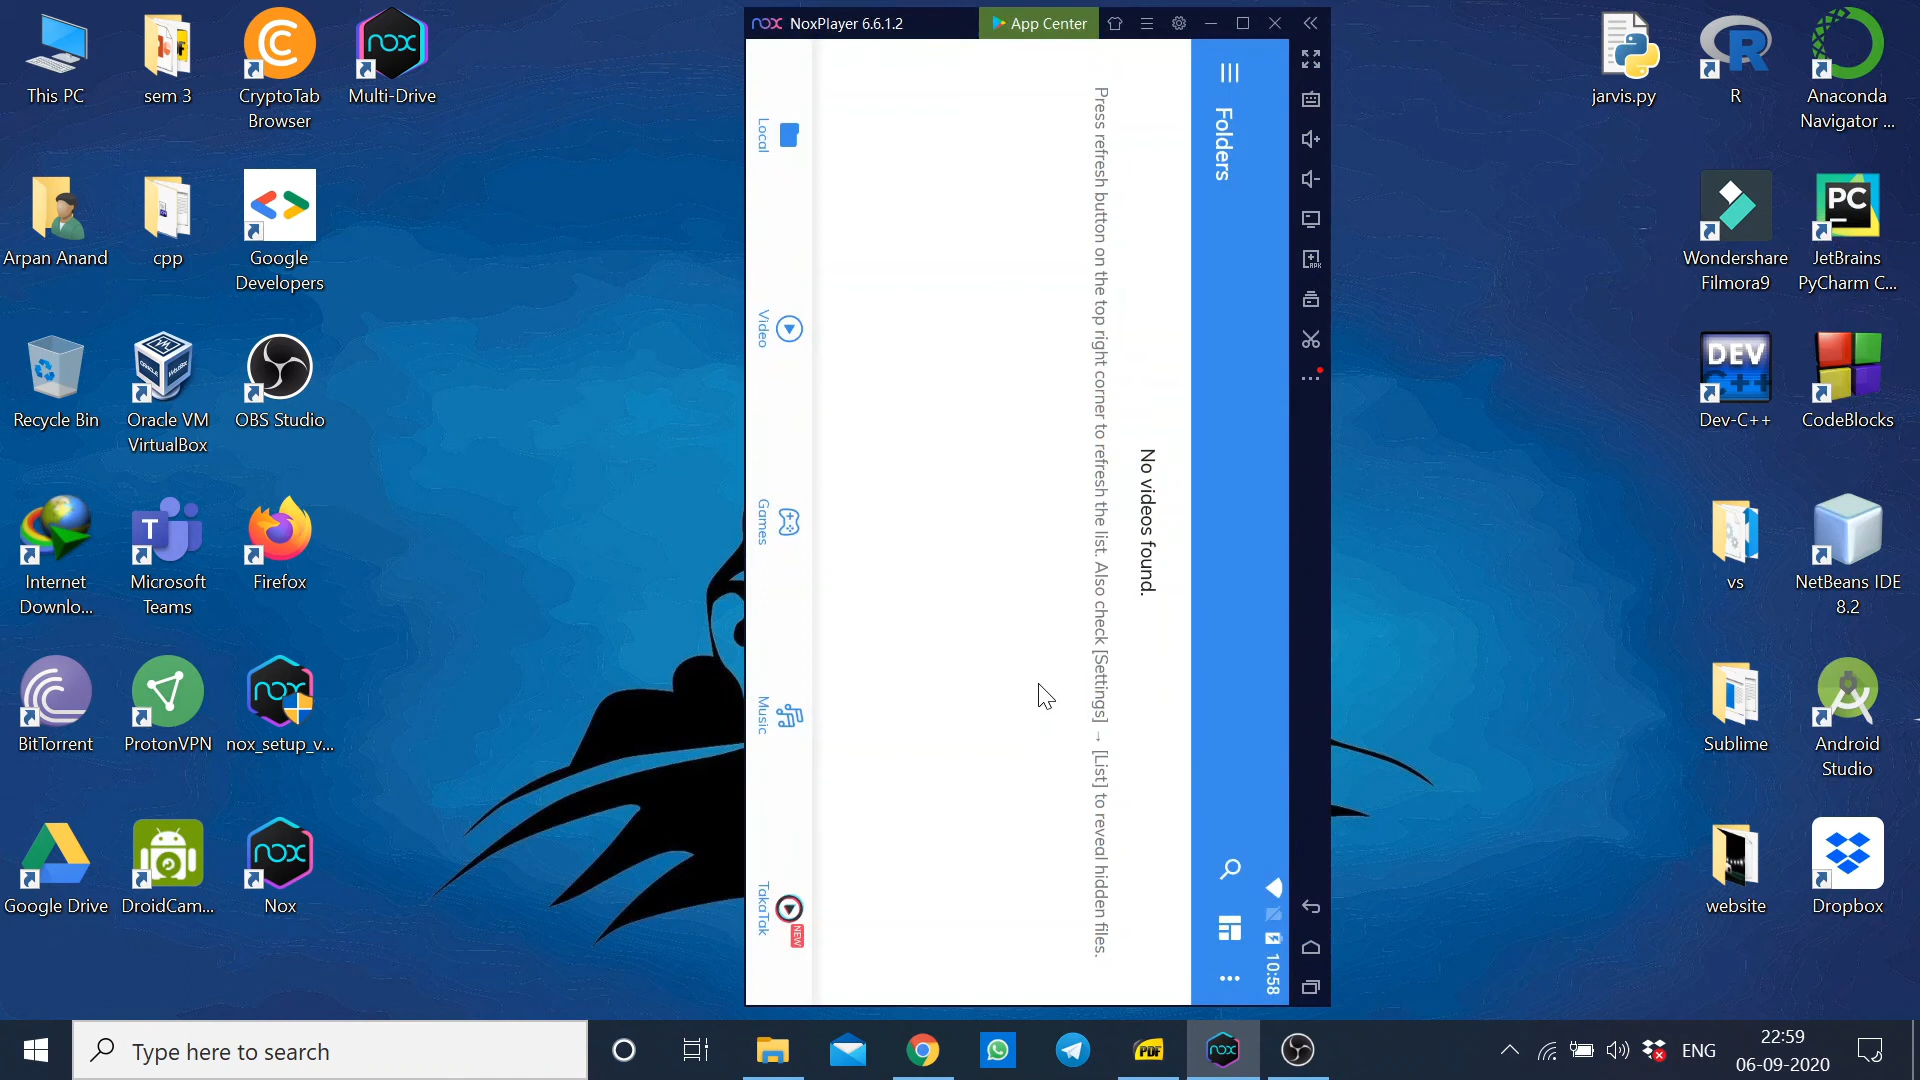 This PC
sem 3
CryptoTab
Browser
Multi-Drive
Arpan Anand
cpp
Google
Developers
Recycle Bin
Oracle VM
VirtualBox
OBS Studio
Internet
Downlo...
Microsoft
Teams
Firefox
BitTorrent
ProtonVPN
nox_setup_v...
Google Drive
DroidCam...
Nox
nox NoxPlayer 6.6.1.2
App Center
Folders
10:58
No videos found.
Press refresh button on the top right corner to refresh the list. Also check [Settings] → [List] to reveal hidden files.
Local
Video
Games
Music
TakaTak
NEW
jarvis.py
R
Anaconda
Navigator ...
Wondershare
Filmora9
PC
JetBrains
PyCharm C...
DEV
C++
Dev-C++
CodeBlocks
vs
NetBeans IDE
8.2
Sublime
Android
Studio
website
Dropbox
Type here to search
PDF
nox
ENG
22:59
06-09-2020